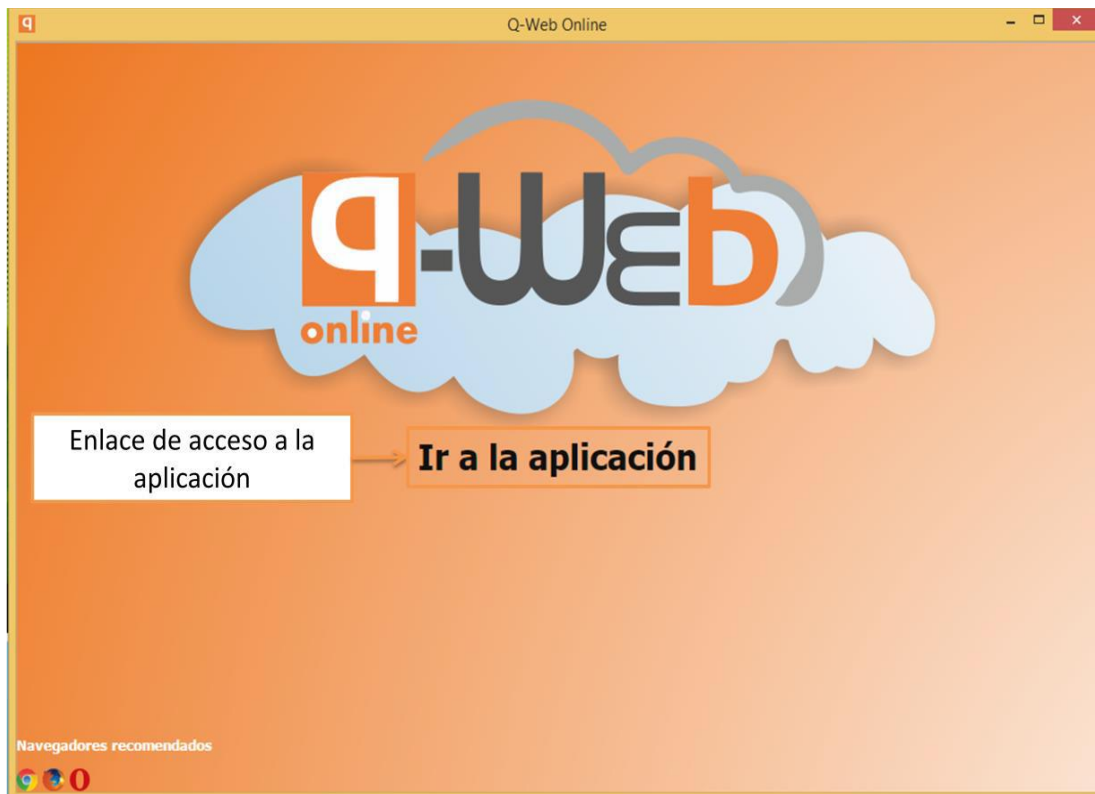 Q-Web Online
q-Web
online
Enlace de acceso a la
aplicación
Ir a la aplicación
Navegadores recomendados